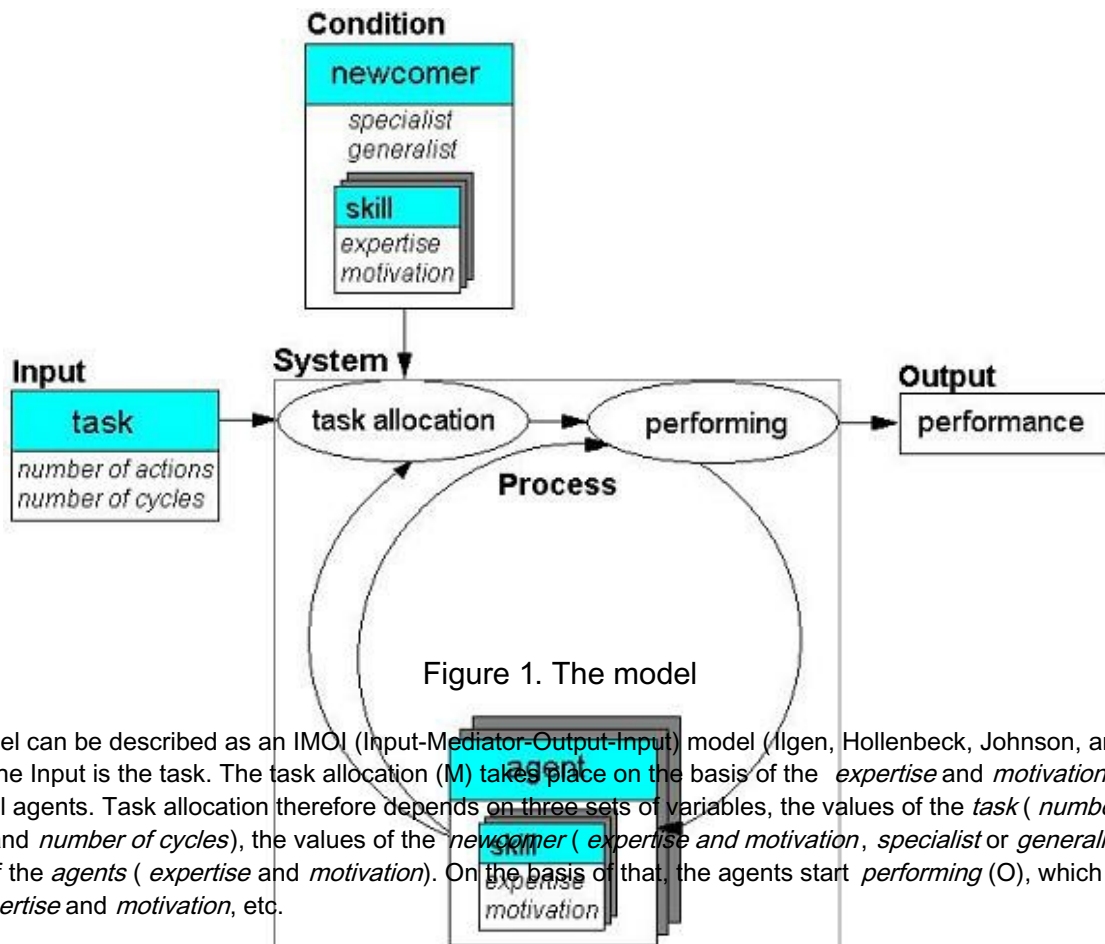 Condition
newcomer
specialist
generalist
skill
expertise
motivation
System
Input
task
number of actions
number of cycles
task allocation
performing
Process
Output
performance
Figure 1. The model
el can be described as an IMOI (Input-Mediator-Output-Input) model (Ilgen, Hollenbeck, Johnson, an
ne Input is the task. The task allocation (M) takes place on the basis of the expertise and motivation
agent
l agents. Task allocation therefore depends on three sets of variables, the values of the task ( numbe
nd number of cycles), the values of the newcomer ( expertise and motivation, specialist or generali
skill
f the agents ( expertise and motivation). On the basis of that, the agents start performing (O), which
expertise
pertise and motivation, etc.
motivation